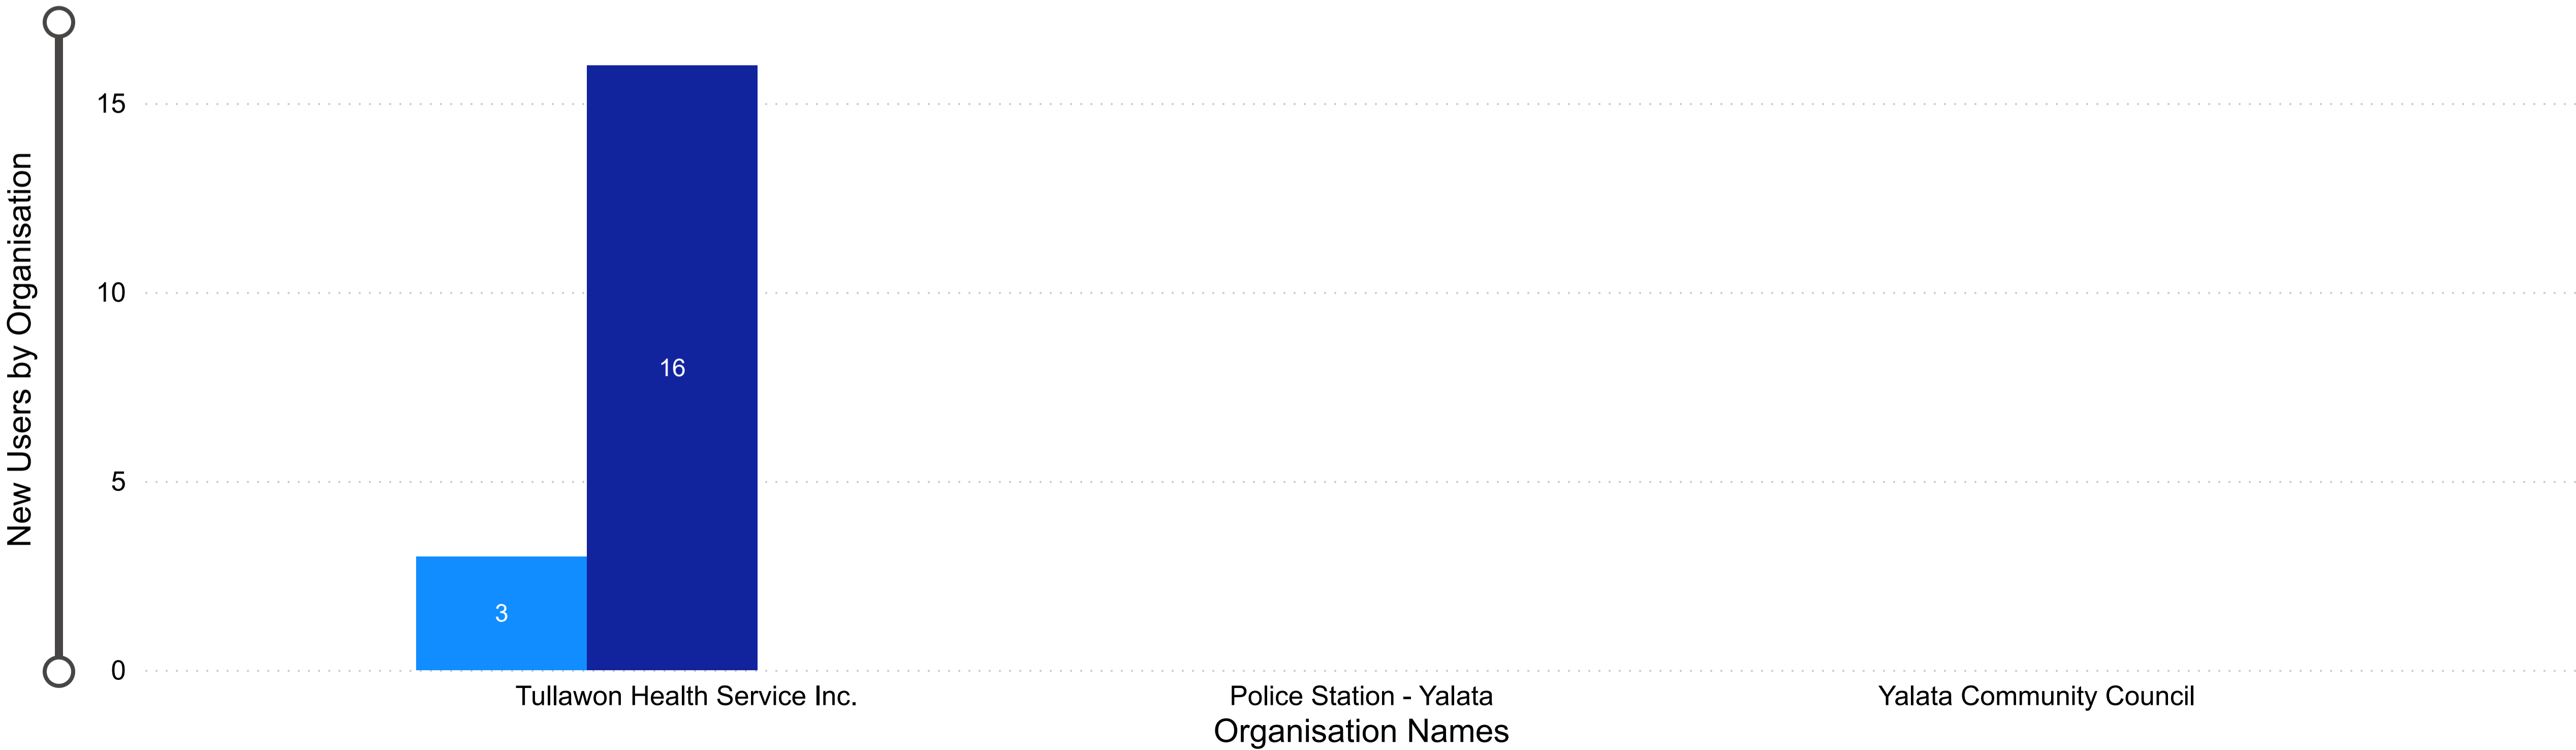 New Users by Organisation
15
10
5
0
16
3
Tullawon Health Service Inc.
Police Station - Yalata
Yalata Community Council
Organisation Names